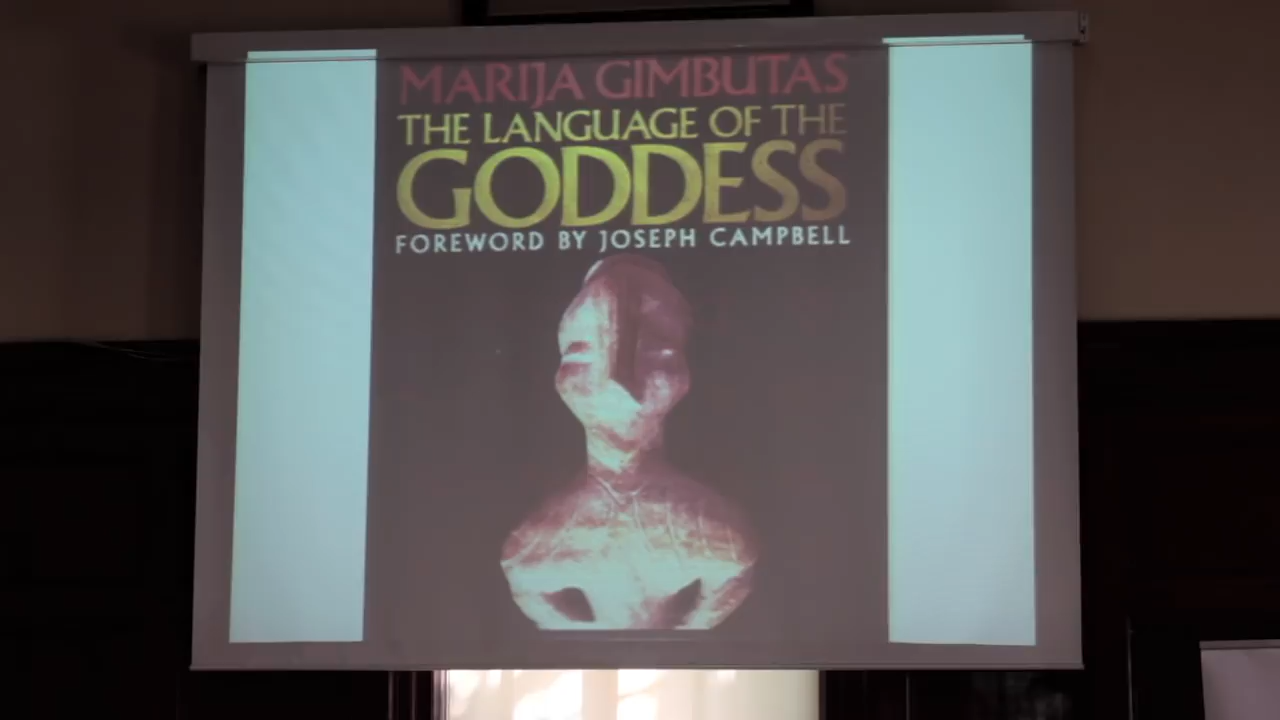 MARIJA GIMBUTAS
THE LANGUAGE OF THE
GODDESS
FOREWORD BY JOSEPH CAMPBELL